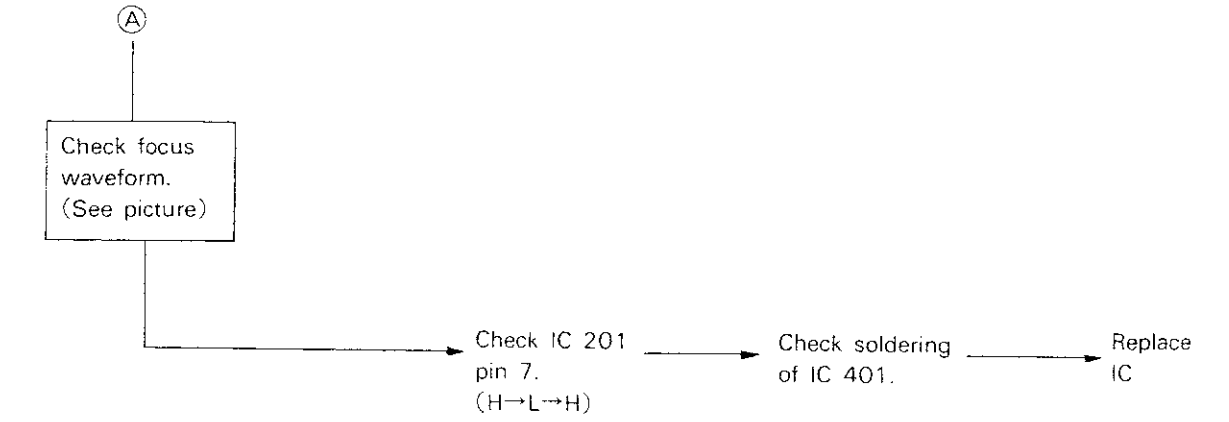 Ⓐ
Check focus
waveform.
(See picture)
Check IC 201
pin 7.
(H→L→H)
Check soldering
of IC 401.
Replace
IC